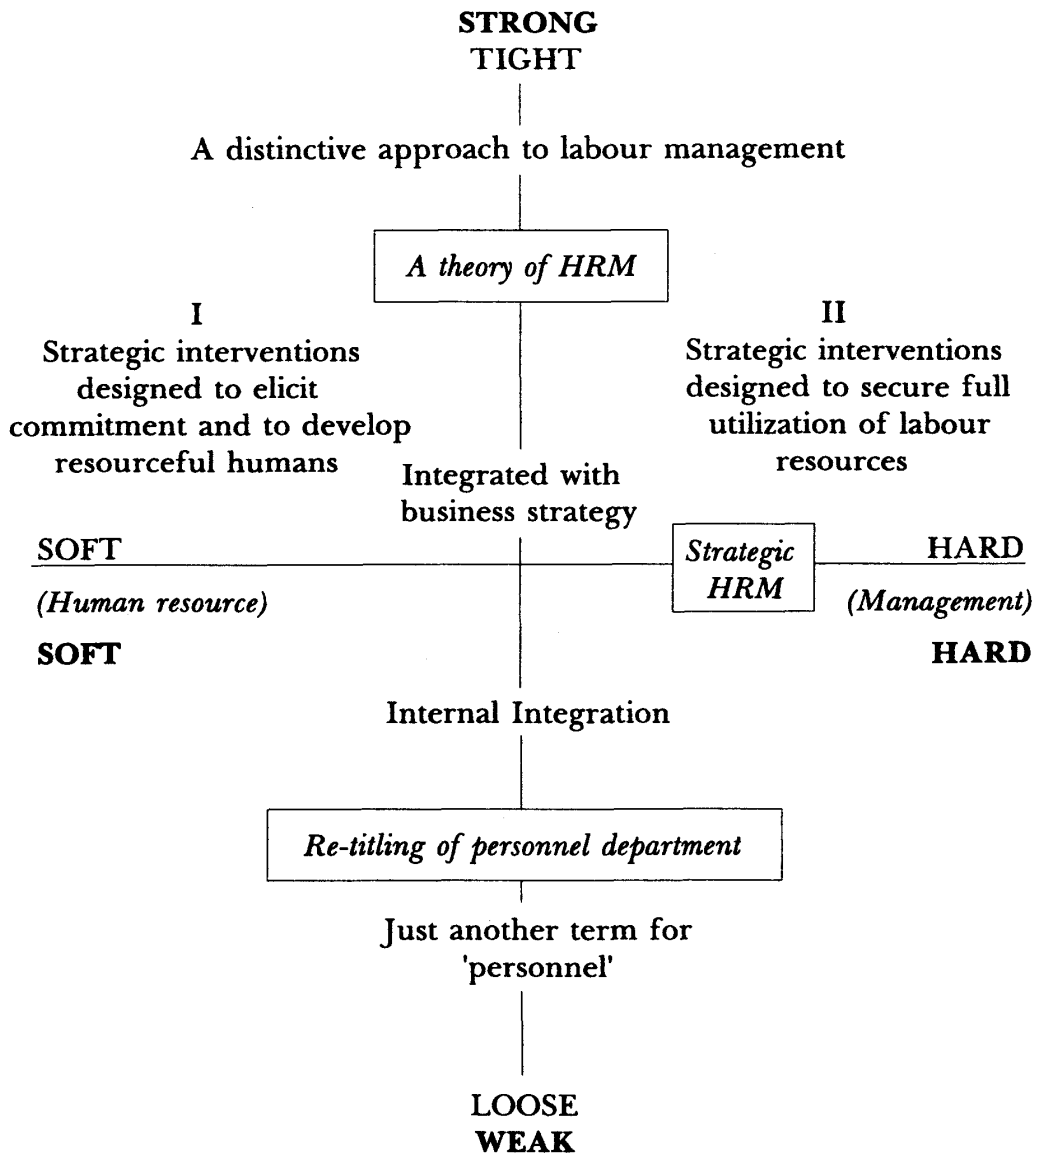 STRONG
TIGHT
A distinctive approach to labour management
A theory of HRM
I
Strategic interventions
designed to elicit
commitment and to develop
resourceful humans
II
Strategic interventions
designed to secure full
utilization of labour
resources
Integrated with
business strategy
SOFT
Strategic
HRM
HARD
(Human resource)
(Management)
SOFT
HARD
Internal Integration
Re-titling of personnel department
Just another term for
'personnel'
LOOSE
WEAK